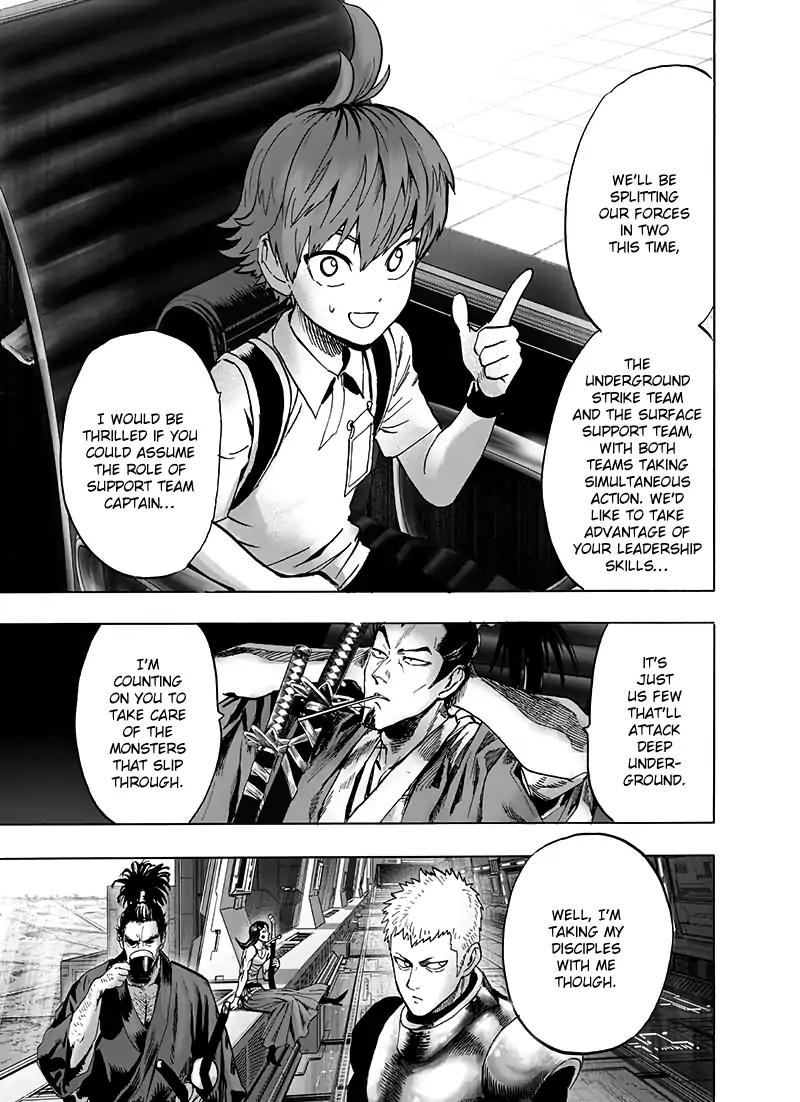 WE'LL BE
SPLITTING
OUR FORCES
IN TWO
THIS TIME,
THE
UNDERGROUND
STRIKE TEAM
AND THE SURFACE
SUPPORT TEAM,
WITH BOTH
TEAMS TAKING
SIMULTANEOUS
ACTION. WE'D
LIKE TO TAKE
ADVANTAGE OF
YOUR LEADERSHIP
SKILLS...
I WOULD BE
THRILLED IF YOU
COULD ASSUME
THE ROLE OF
SUPPORT TEAM
CAPTAIN...
IT'S
JUST
US FEW
THAT'LL
ATTACK
DEEP
UNDER-
GROUND.
I'M
COUNTING
ON YOU TO
TAKE CARE
OF THE
MONSTERS
THAT SLIP
THROUGH.
WELL, I'M
TAKING MY
DISCIPLES
WITH ME
THOUGH.